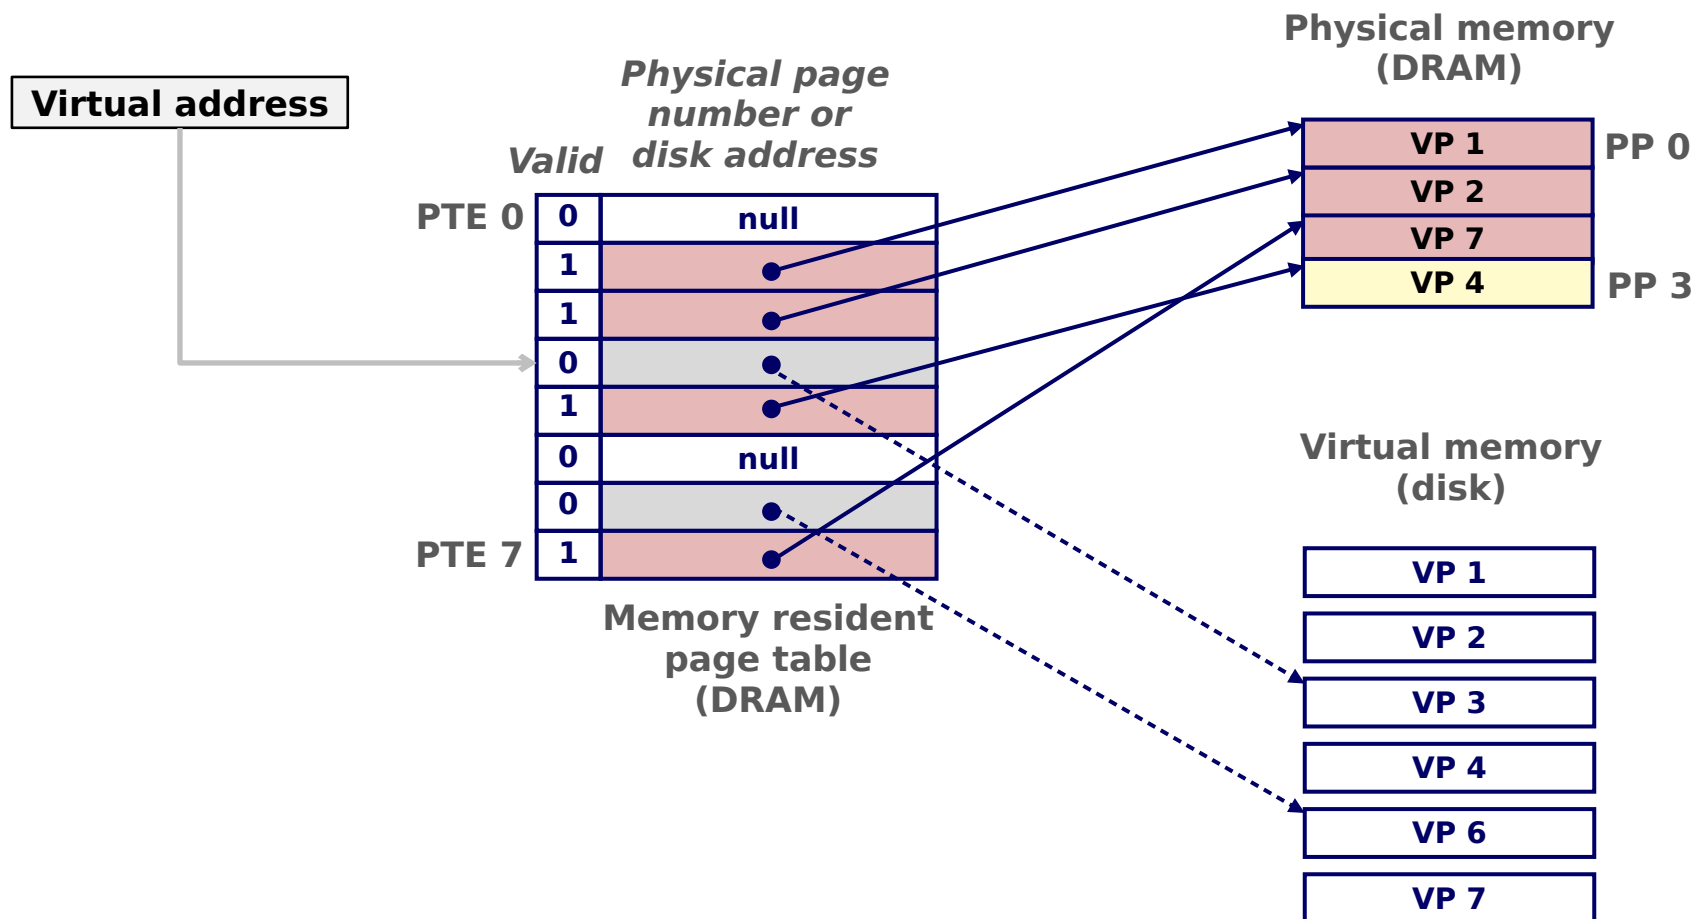 Virtual address
Physical page
number or
disk address
Valid
PTE 0
0
null
1
1
0
1
0
null
0
PTE 7
1
Memory resident
page table
(DRAM)
Physical memory
(DRAM)
VP 1
PP 0
VP 2
VP 7
VP 4
PP 3
Virtual memory
(disk)
VP 1
VP 2
VP 3
VP 4
VP 6
VP 7